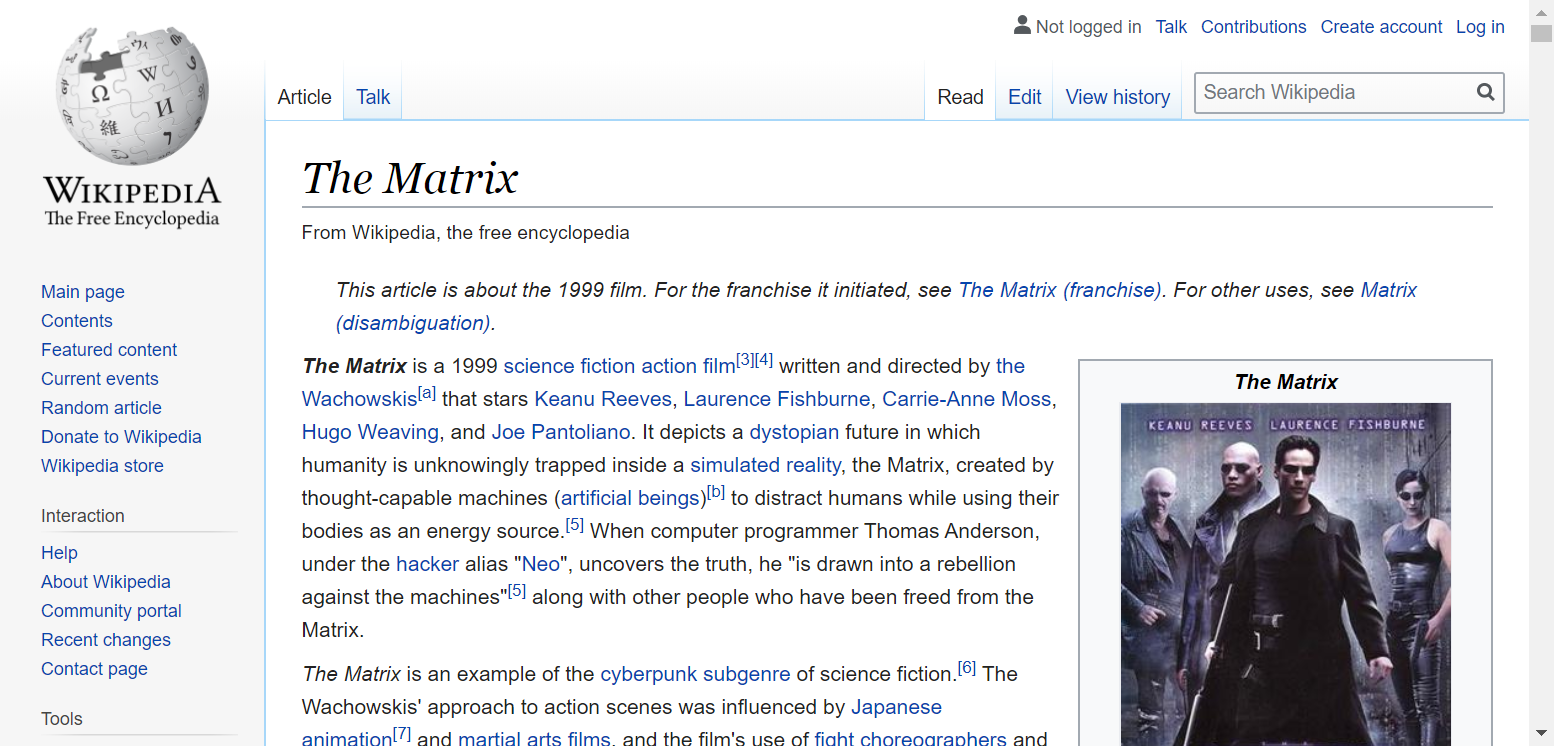 Not logged in Talk Contributions Create account Log in
Article Talk Read Edit View history Search Wikipedia
WIKIPEDIA
The Free Encyclopedia
Main page
Contents
Featured content
Current events
Random article
Donate to Wikipedia
Wikipedia store
Interaction
Help
About Wikipedia
Community portal
Recent changes
Contact page
Tools
The Matrix
From Wikipedia, the free encyclopedia
This article is about the 1999 film. For the franchise it initiated, see The Matrix (franchise). For other uses, see Matrix
(disambiguation).
The Matrix is a 1999 science fiction action film[3][4] written and directed by the
Wachowskis[a] that stars Keanu Reeves, Laurence Fishburne, Carrie-Anne Moss,
Hugo Weaving, and Joe Pantoliano. It depicts a dystopian future in which
humanity is unknowingly trapped inside a simulated reality, the Matrix, created by
thought-capable machines (artificial beings)[b] to distract humans while using their
bodies as an energy source.[5] When computer programmer Thomas Anderson,
under the hacker alias "Neo", uncovers the truth, he "is drawn into a rebellion
against the machines"[5] along with other people who have been freed from the
Matrix.
The Matrix is an example of the cyberpunk subgenre of science fiction.[6] The
Wachowskis' approach to action scenes was influenced by Japanese
animation[7] and martial arts films, and the film's use of fight choreographers and
The Matrix
KEANU REEVES LAURENCE FISHBURNE